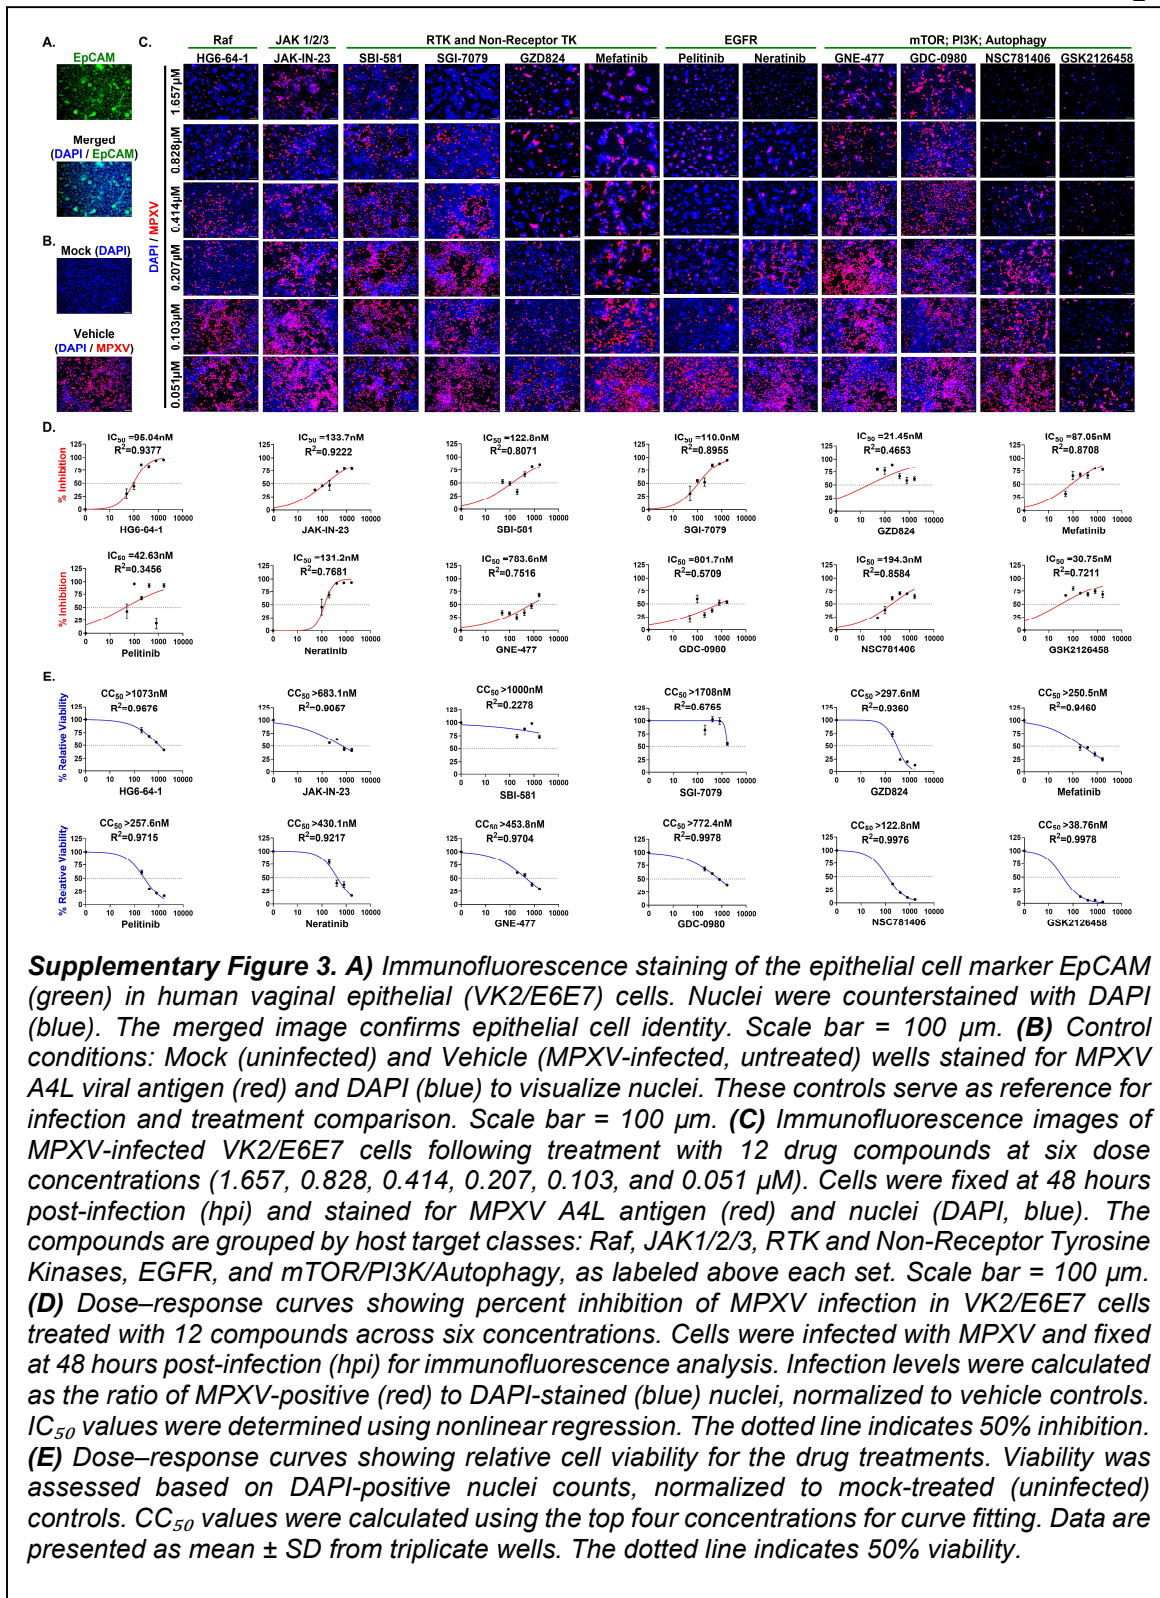 A.
EpCAM
Merged
(DAPI / EpCAM)
B.
Mock (DAPI)
Vehicle
(DAPI / MPXV)
C.
Raf
JAK 1/2/3
RTK and Non-Receptor TK
EGFR
mTOR; PI3K; Autophagy
HG6-64-1
JAK-IN-23
SBI-581
SGI-7079
GZD824
Mefatinib
Pelitinib
Neratinib
GNE-477
GDC-0980
NSC781406
GSK2126458
DAPI / MPXV
1.657µM
0.828µM
0.414µM
0.207µM
0.103µM
0.051µM
D.
% Inhibition
IC50 =95.04nM
R2=0.9377
HG6-64-1
IC50 =133.7nM
R2=0.9222
JAK-IN-23
IC50 =122.8nM
R2=0.8071
SBI-581
IC50 =110.0nM
R2=0.8955
SGI-7079
IC50 =21.45nM
R2=0.4653
GZD824
IC50 =87.05nM
R2=0.8708
Mefatinib
% Inhibition
IC50 =42.63nM
R2=0.3456
Pelitinib
IC50 =131.2nM
R2=0.7681
Neratinib
IC50 =783.6nM
R2=0.7516
GNE-477
IC50 =801.7nM
R2=0.5709
GDC-0980
IC50 =194.3nM
R2=0.8584
NSC781406
IC50 =30.75nM
R2=0.7211
GSK2126458
E.
% Relative Viability
CC50 >1073nM
R2=0.9676
HG6-64-1
CC50 >683.1nM
R2=0.9057
JAK-IN-23
CC50 >1000nM
R2=0.2278
SBI-581
CC50 >1708nM
R2=0.6765
SGI-7079
CC50 >297.6nM
R2=0.9360
GZD824
CC50 >250.5nM
R2=0.9460
Mefatinib
% Relative Viability
CC50 >257.6nM
R2=0.9715
Pelitinib
CC50 >430.1nM
R2=0.9217
Neratinib
CC50 >453.8nM
R2=0.9704
GNE-477
CC50 >772.4nM
R2=0.9978
GDC-0980
CC50 >122.8nM
R2=0.9976
NSC781406
CC50 >38.76nM
R2=0.9978
GSK2126458
Supplementary Figure 3. A) Immunofluorescence staining of the epithelial cell marker EpCAM
(green) in human vaginal epithelial (VK2/E6E7) cells. Nuclei were counterstained with DAPI
(blue). The merged image confirms epithelial cell identity. Scale bar = 100 µm. (B) Control
conditions: Mock (uninfected) and Vehicle (MPXV-infected, untreated) wells stained for MPXV
A4L viral antigen (red) and DAPI (blue) to visualize nuclei. These controls serve as reference for
infection and treatment comparison. Scale bar = 100 µm. (C) Immunofluorescence images of
MPXV-infected VK2/E6E7 cells following treatment with 12 drug compounds at six dose
concentrations (1.657, 0.828, 0.414, 0.207, 0.103, and 0.051 µM). Cells were fixed at 48 hours
post-infection (hpi) and stained for MPXV A4L antigen (red) and nuclei (DAPI, blue). The
compounds are grouped by host target classes: Raf, JAK1/2/3, RTK and Non-Receptor Tyrosine
Kinases, EGFR, and mTOR/PI3K/Autophagy, as labeled above each set. Scale bar = 100 µm.
(D) Dose–response curves showing percent inhibition of MPXV infection in VK2/E6E7 cells
treated with 12 compounds across six concentrations. Cells were infected with MPXV and fixed
at 48 hours post-infection (hpi) for immunofluorescence analysis. Infection levels were calculated
as the ratio of MPXV-positive (red) to DAPI-stained (blue) nuclei, normalized to vehicle controls.
IC50 values were determined using nonlinear regression. The dotted line indicates 50% inhibition.
(E) Dose–response curves showing relative cell viability for the drug treatments. Viability was
assessed based on DAPI-positive nuclei counts, normalized to mock-treated (uninfected)
controls. CC50 values were calculated using the top four concentrations for curve fitting. Data are
presented as mean ± SD from triplicate wells. The dotted line indicates 50% viability.